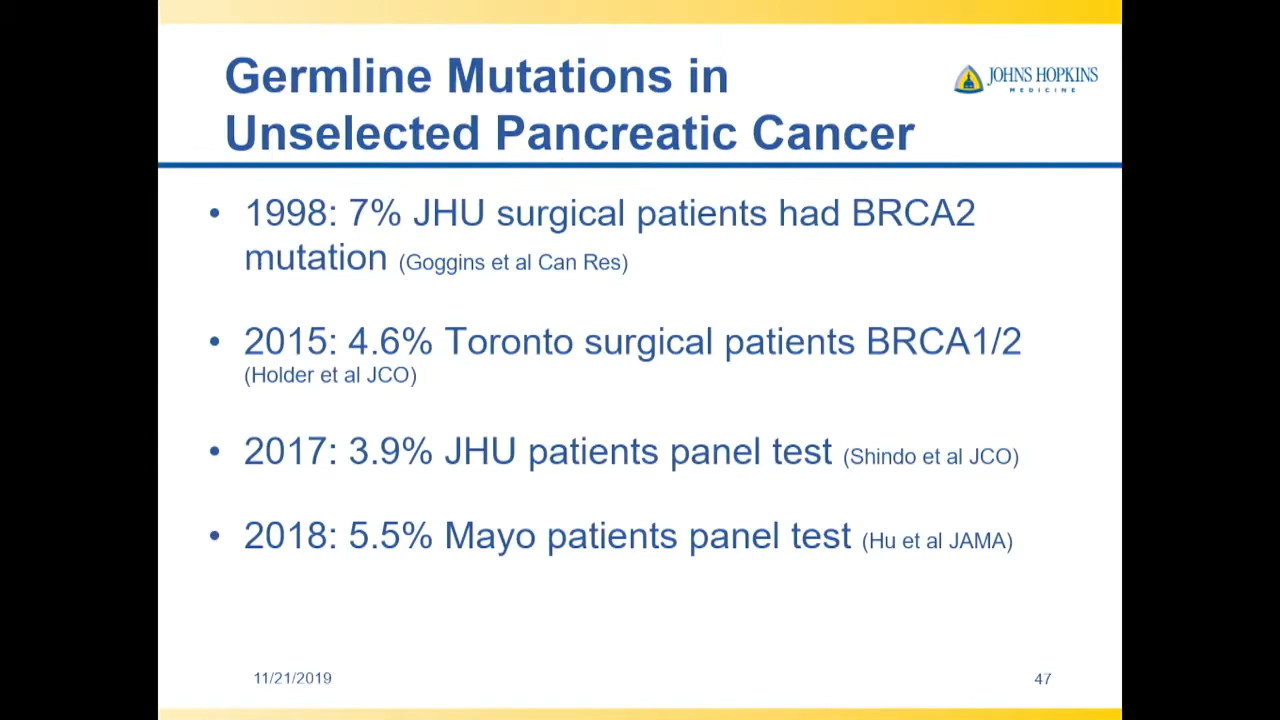 Germline Mutations in
Unselected Pancreatic Cancer
JOHNS HOPKINS
MEDICINE
• 1998: 7% JHU surgical patients had BRCA2
mutation (Goggins et al Can Res)
• 2015: 4.6% Toronto surgical patients BRCA1/2
(Holder et al JCO)
• 2017: 3.9% JHU patients panel test (Shindo et al JCO)
• 2018: 5.5% Mayo patients panel test (Hu et al JAMA)
11/21/2019
47